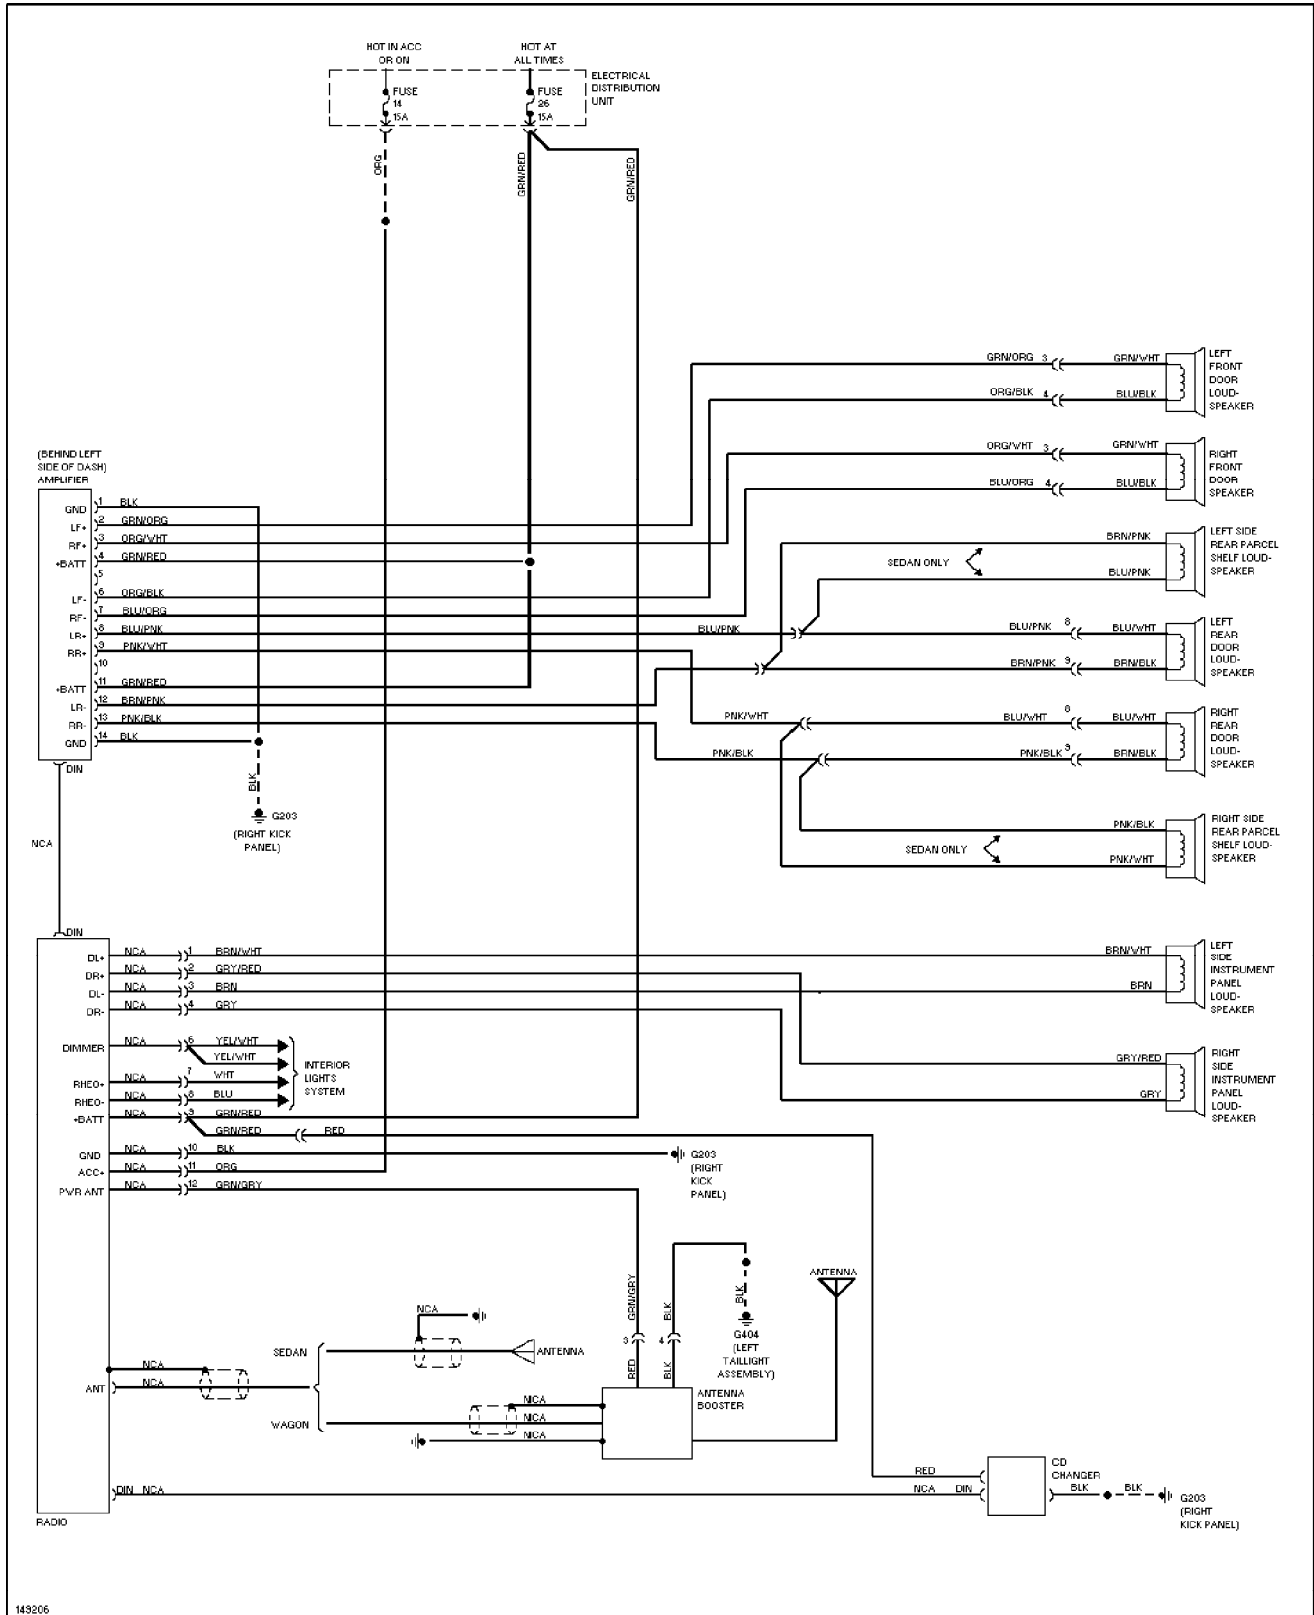 HOT IN ACC
OR ON
HOT AT
ALL TIMES
ELECTRICAL
DISTRIBUTION
UNIT
FUSE
14
15A
FUSE
26
15A
ORG
GRN/RED
GRN/RED
GRN/ORG 3 GRN/WHT
ORG/BLK 4 BLU/BLK
LEFT
FRONT
DOOR
LOUD-
SPEAKER
ORG/WHT 3 GRN/WHT
BLU/ORG 4 BLU/BLK
RIGHT
FRONT
DOOR
SPEAKER
BRN/PNK
SEDAN ONLY
BLU/PNK
LEFT SIDE
REAR PARCEL
SHELF LOUD-
SPEAKER
BLU/PNK
BLU/PNK 8 BLU/WHT
BRN/PNK 9 BRN/BLK
LEFT
REAR
DOOR
LOUD-
SPEAKER
PNK/WHT
BLU/WHT 8 BLU/WHT
PNK/BLK
PNK/BLK 9 BRN/BLK
RIGHT
REAR
DOOR
LOUD-
SPEAKER
PNK/BLK
SEDAN ONLY
PNK/WHT
RIGHT SIDE
REAR PARCEL
SHELF LOUD-
SPEAKER
(BEHIND LEFT
SIDE OF DASH)
AMPLIFIER
GND 1 BLK
LF+ 2 GRN/ORG
RF+ 3 ORG/WHT
+BATT 4 GRN/RED
5
LF- 6 ORG/BLK
RF- 7 BLU/ORG
LR+ 8 BLU/PNK
RR+ 9 PNK/WHT
10
+BATT 11 GRN/RED
LR- 12 BRN/PNK
RR- 13 PNK/BLK
GND 14 BLK
DIN
BLK
G203
(RIGHT KICK
PANEL)
NCA
DIN
DL+ NCA 1 BRN/WHT
DR+ NCA 2 GRY/RED
DL- NCA 3 BRN
DR- NCA 4 GRY
BRN/WHT
BRN
LEFT
SIDE
INSTRUMENT
PANEL
LOUD-
SPEAKER
GRY/RED
GRY
RIGHT
SIDE
INSTRUMENT
PANEL
LOUD-
SPEAKER
DIMMER NCA 6 YEL/WHT
YEL/WHT
RHEO+ NCA 7 WHT
RHEO- NCA 8 BLU
INTERIOR
LIGHTS
SYSTEM
+BATT NCA 9 GRN/RED
GRN/RED RED
GND NCA 10 BLK
G203
(RIGHT
KICK
PANEL)
ACC+ NCA 11 ORG
PWR ANT NCA 12 GRN/GRY
GRN/GRY
BLK
BLK
G404
(LEFT
TAILLIGHT
ASSEMBLY)
ANTENNA
3
4
RED
BLK
NCA
SEDAN
ANTENNA
NCA
ANT NCA
WAGON
NCA
NCA
NCA
ANTENNA
BOOSTER
DIN NCA
RADIO
RED
NCA DIN
CD
CHANGER
BLK BLK
G203
(RIGHT
KICK PANEL)
149206